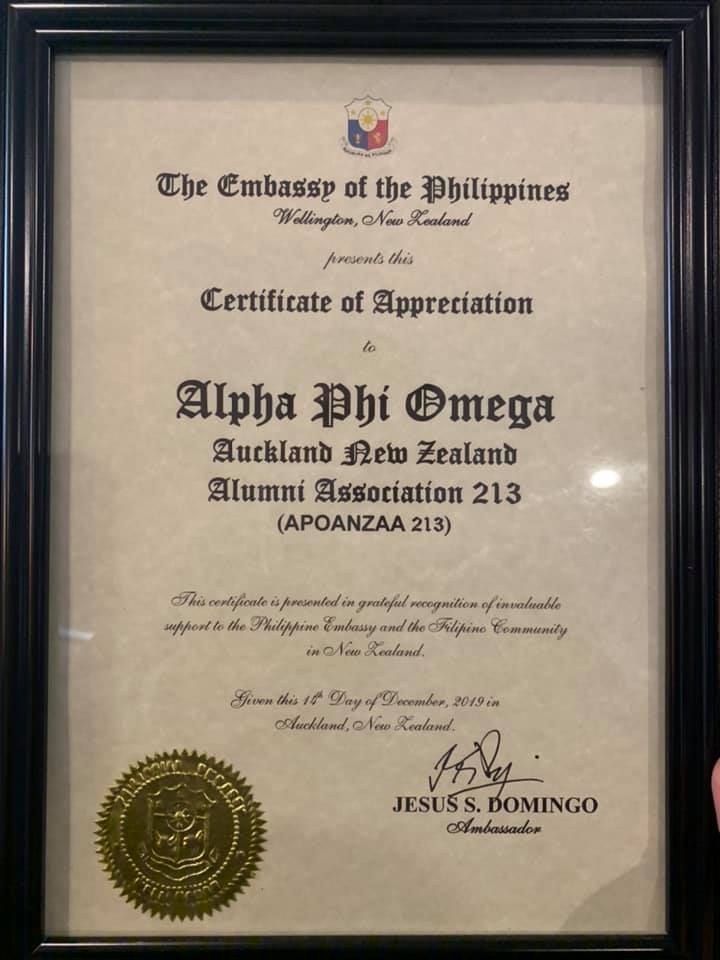 The Embassy of the Philippines
Wellington, New Zealand
presents this
Certificate of Appreciation
to
Alpha Phi Omega
Auckland New Zealand
Alumni Association 213
(APOANZAA 213)
This certificate is presented in grateful recognition of invaluable
support to the Philippine Embassy and the Filipino Community
in New Zealand.
Given this 14th Day of December, 2019 in
Auckland, New Zealand.
JESUS S. DOMINGO
Ambassador